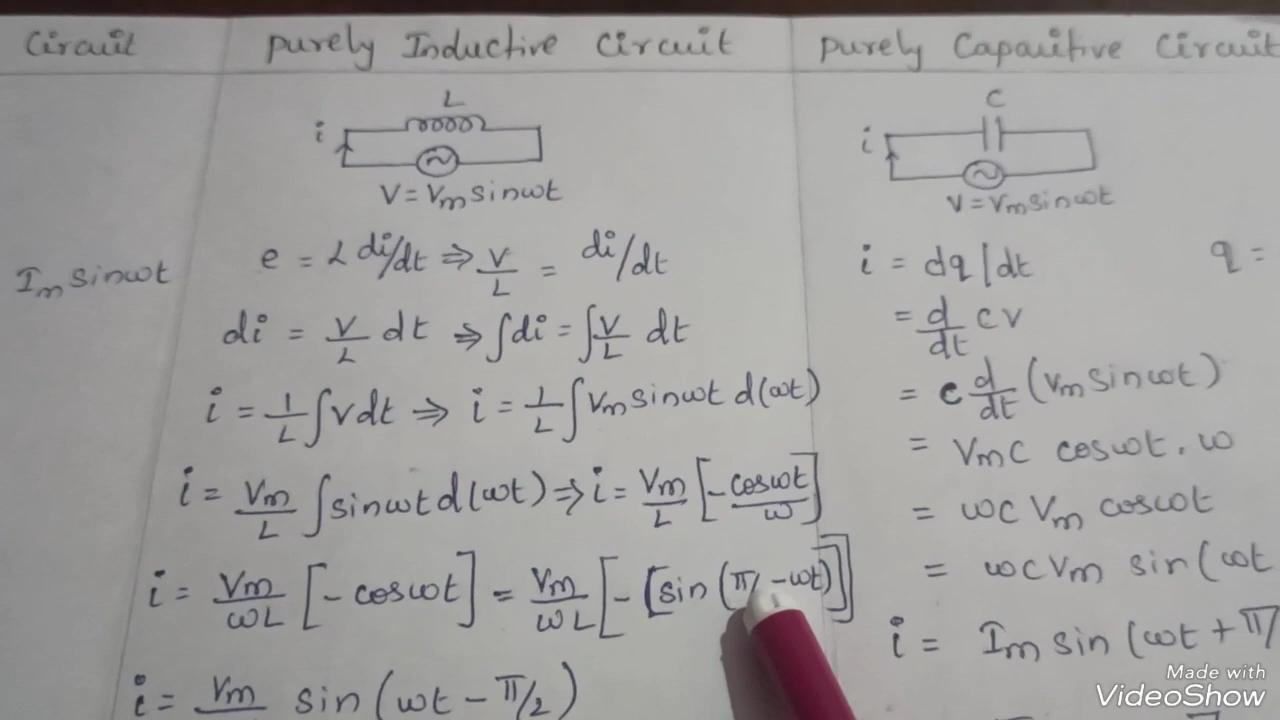 Circuit
purely Inductive Circuit
purely Capacitive Circuit
L
i
V = Vm sinωt
C
i
V = Vm sinωt
Im sinωt
e = L di/dt ⇒ V/L = di/dt
di = V/L dt ⇒ ∫di = ∫V/L dt
i = 1/L ∫v dt ⇒ i = 1/L ∫Vm sinωt d(ωt)
i = Vm/L ∫sinωt d(ωt) ⇒ i = Vm/L [-cosωt/ω]
i = Vm/ωL [-cosωt] = Vm/ωL [-[sin(π/ -ωt)]]
i = Vm sin(ωt - π/2)
i = dq/dt
q =
= d/dt CV
= C d/dt (Vm sinωt)
= VmC cosωt. ω
= ωC Vm cosωt
= ωCVm sin(ωt
i = Im sin(ωt + π/
Made with
VideoShow